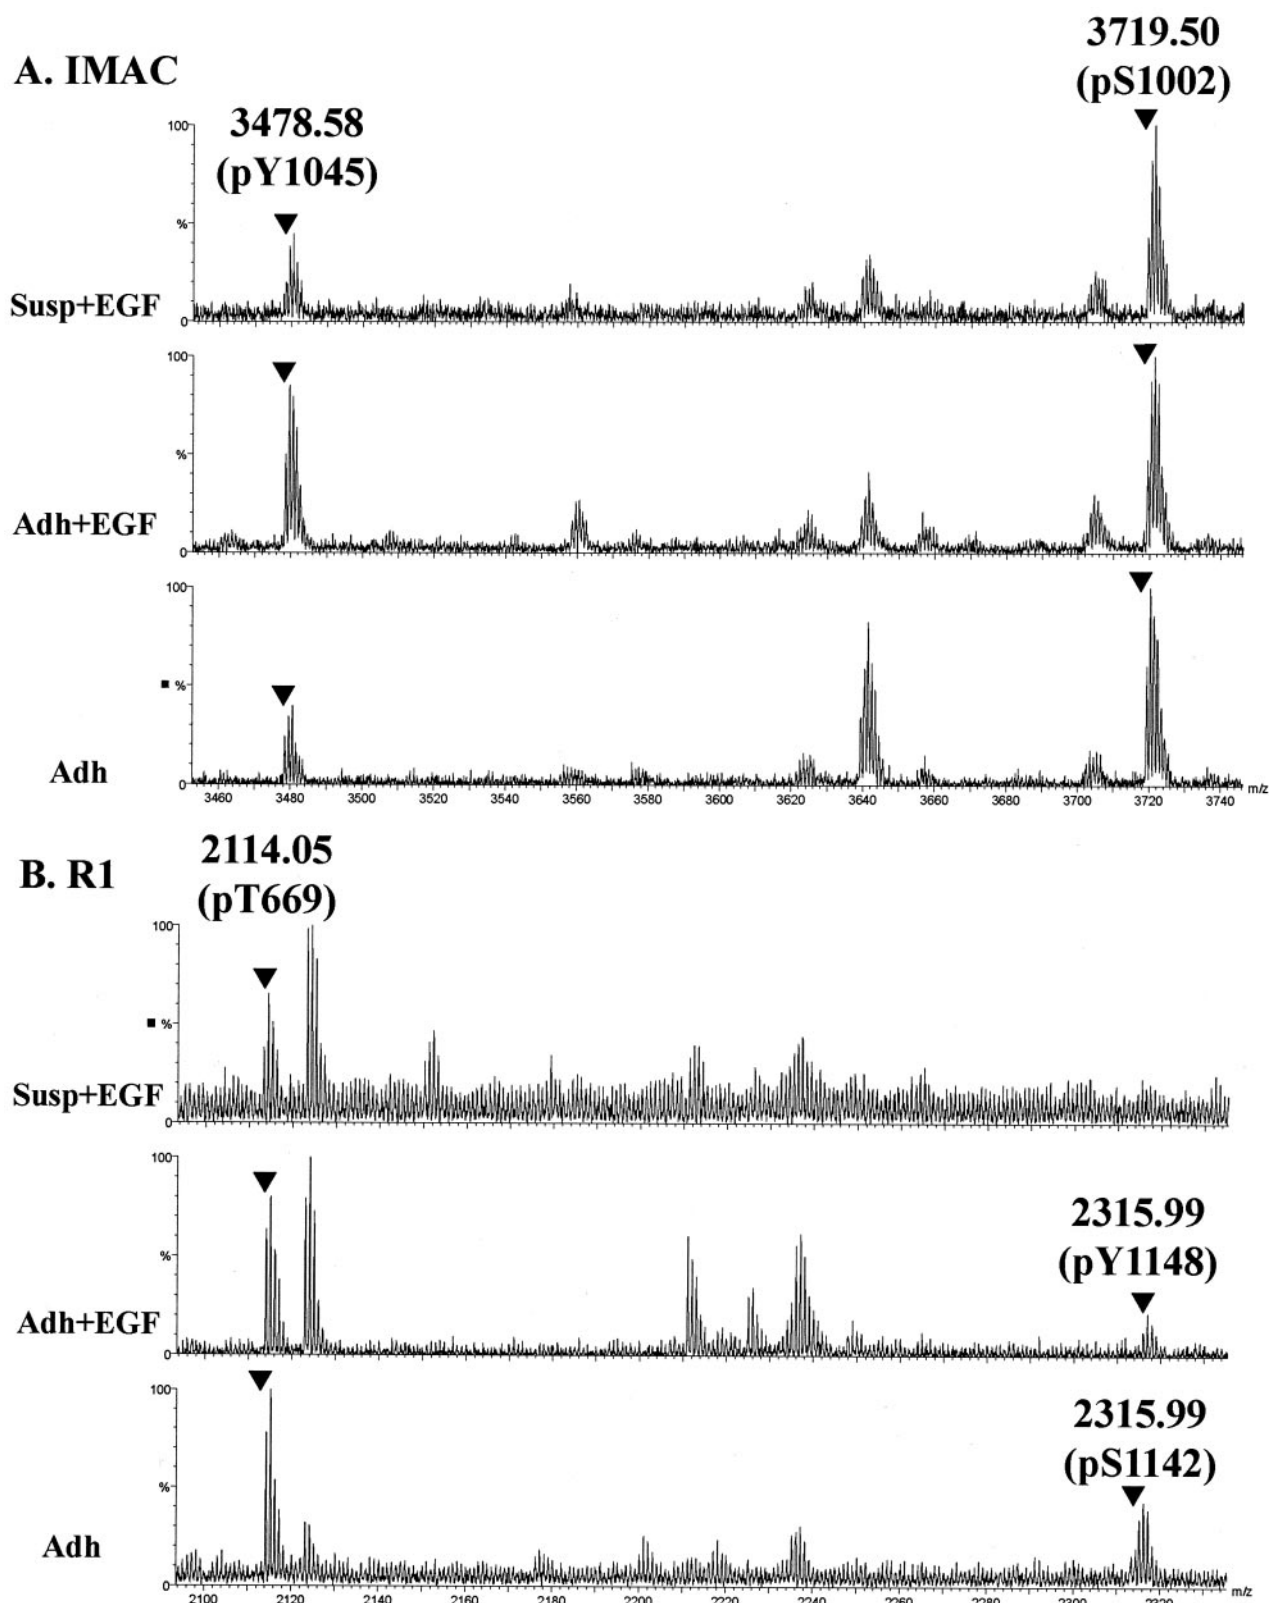 3719.50
A. IMAC
(pS1002)
3478.58
(pY1045)
100
%
Susp+EGF
0
100
%
Adh+EGF
0
100
%
Adh
0
3460 3480 3500 3520 3540 3560 3580 3600 3620 3640 3660 3680 3700 3720 3740 m/z
2114.05
B. R1
(pT669)
100
%
Susp+EGF
0
100
2315.99
%
(pY1148)
Adh+EGF
0
100
2315.99
(pS1142)
%
Adh
0
2100 2120 2140 2160 2180 2200 2220 2240 2260 2280 2300 2320 m/z